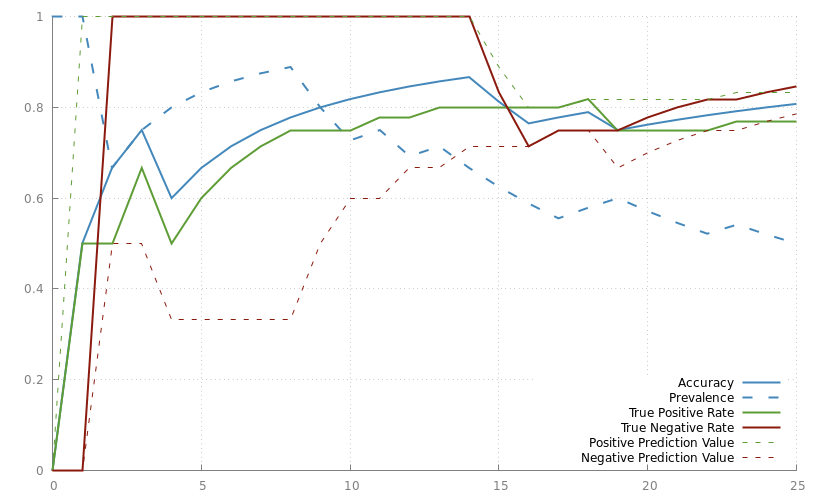 1
0.8
0.6
0.4
0.2
0
Accuracy
Prevalence
True Positive Rate
True Negative Rate
Positive Prediction Value
Negative Prediction Value
0 5 10 15 20 25